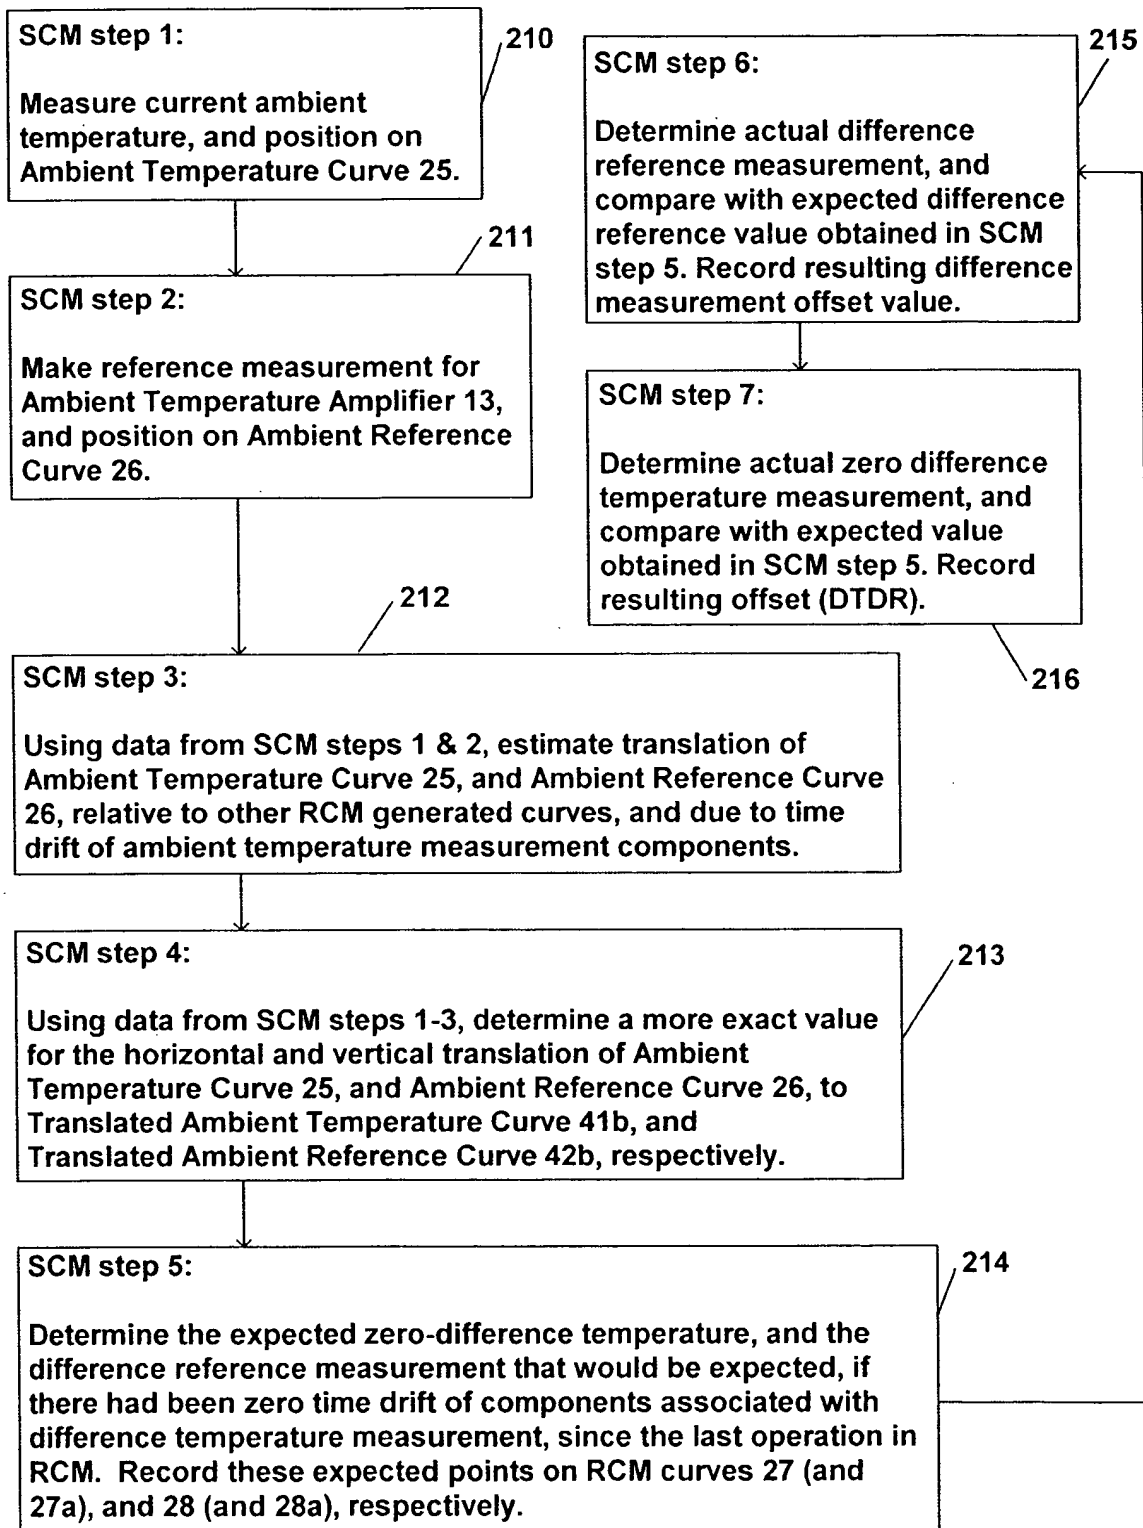 SCM step 1:
Measure current ambient
temperature, and position on
Ambient Temperature Curve 25.
210
211
SCM step 2:
Make reference measurement for
Ambient Temperature Amplifier 13,
and position on Ambient Reference
Curve 26.
212
SCM step 3:
Using data from SCM steps 1 & 2, estimate translation of
Ambient Temperature Curve 25, and Ambient Reference Curve
26, relative to other RCM generated curves, and due to time
drift of ambient temperature measurement components.
SCM step 4:
213
Using data from SCM steps 1-3, determine a more exact value
for the horizontal and vertical translation of Ambient
Temperature Curve 25, and Ambient Reference Curve 26, to
Translated Ambient Temperature Curve 41b, and
Translated Ambient Reference Curve 42b, respectively.
SCM step 5:
214
Determine the expected zero-difference temperature, and the
difference reference measurement that would be expected, if
there had been zero time drift of components associated with
difference temperature measurement, since the last operation in
RCM. Record these expected points on RCM curves 27 (and
27a), and 28 (and 28a), respectively.
215
SCM step 6:
Determine actual difference
reference measurement, and
compare with expected difference
reference value obtained in SCM
step 5. Record resulting difference
measurement offset value.
SCM step 7:
Determine actual zero difference
temperature measurement, and
compare with expected value
obtained in SCM step 5. Record
resulting offset (DTDR).
216